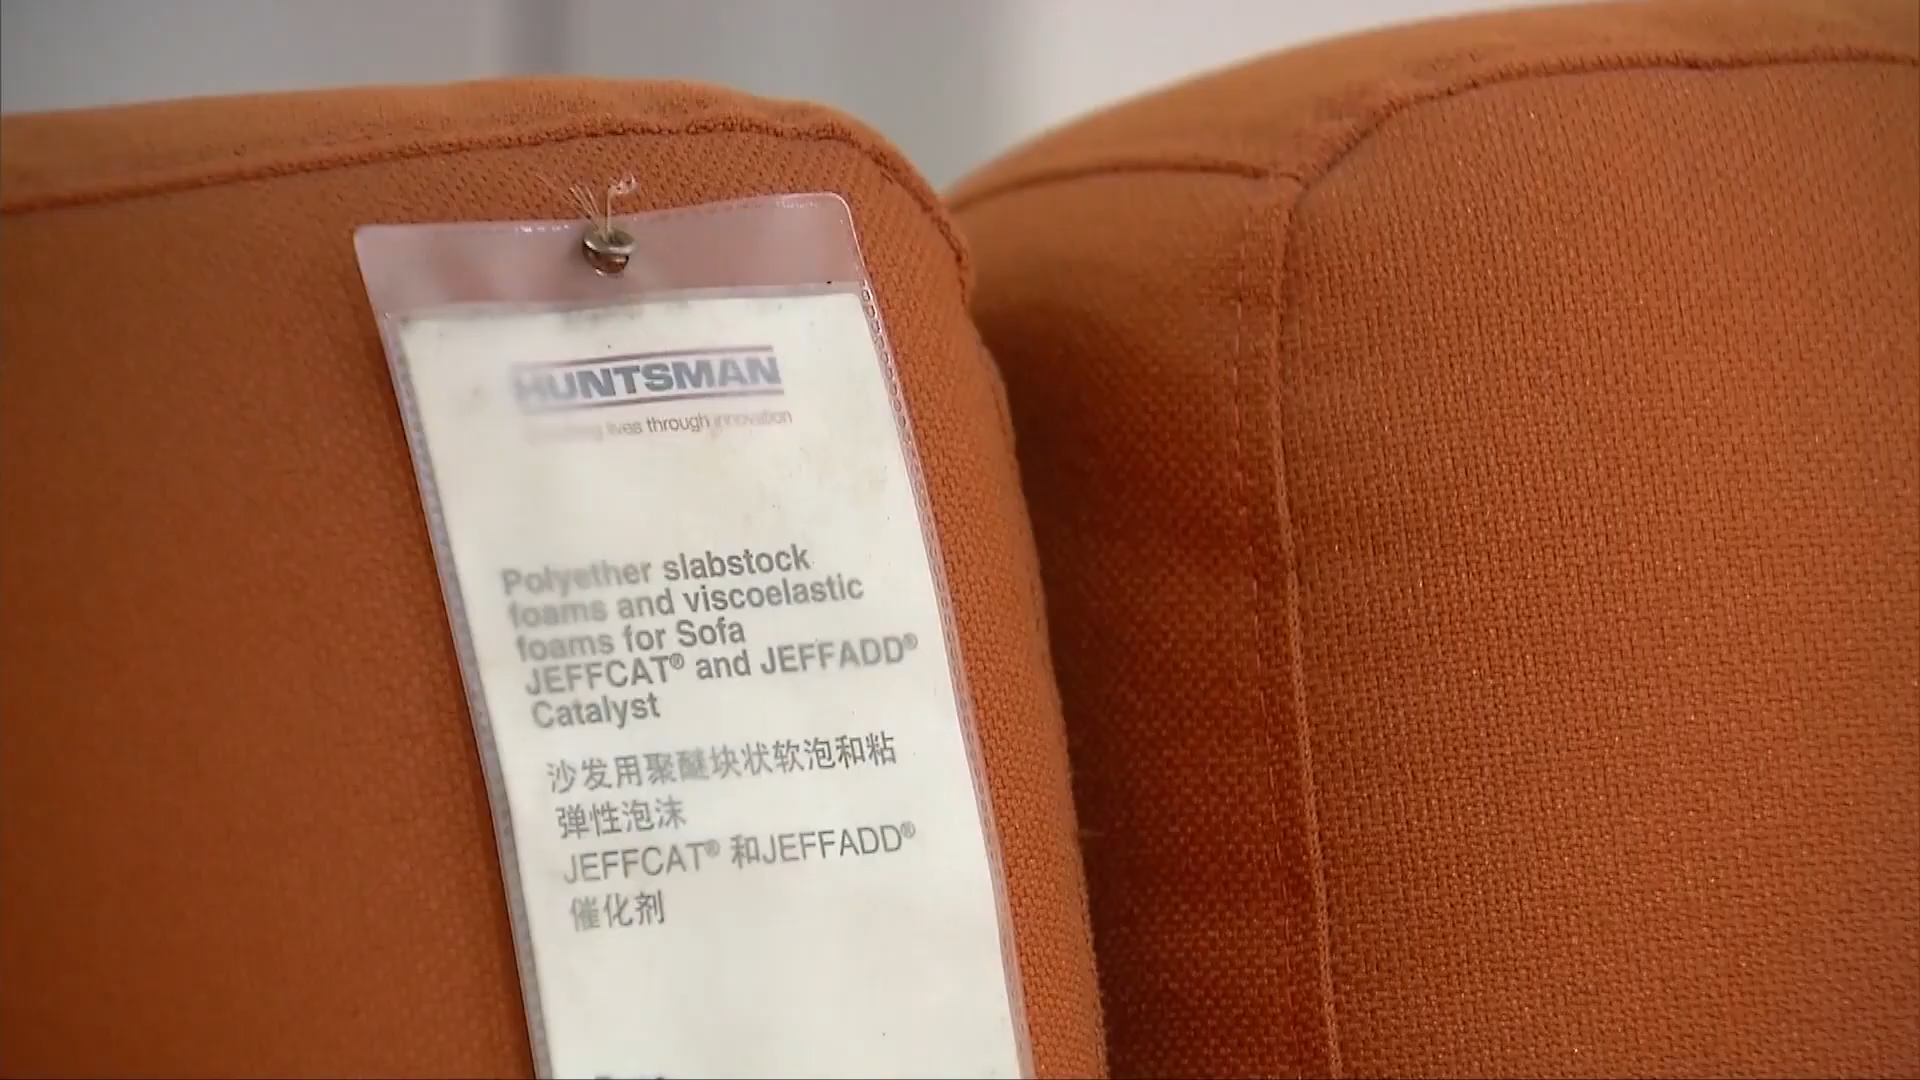 HUNTSMAN
lives through innovation
Polyether slabstock
foams and viscoelastic
foams for Sofa
JEFFCAT® and JEFFADD®
Catalyst
沙发用聚醚块状软泡和粘
弹性泡沫
JEFFCAT® 和JEFFADD®
催化剂